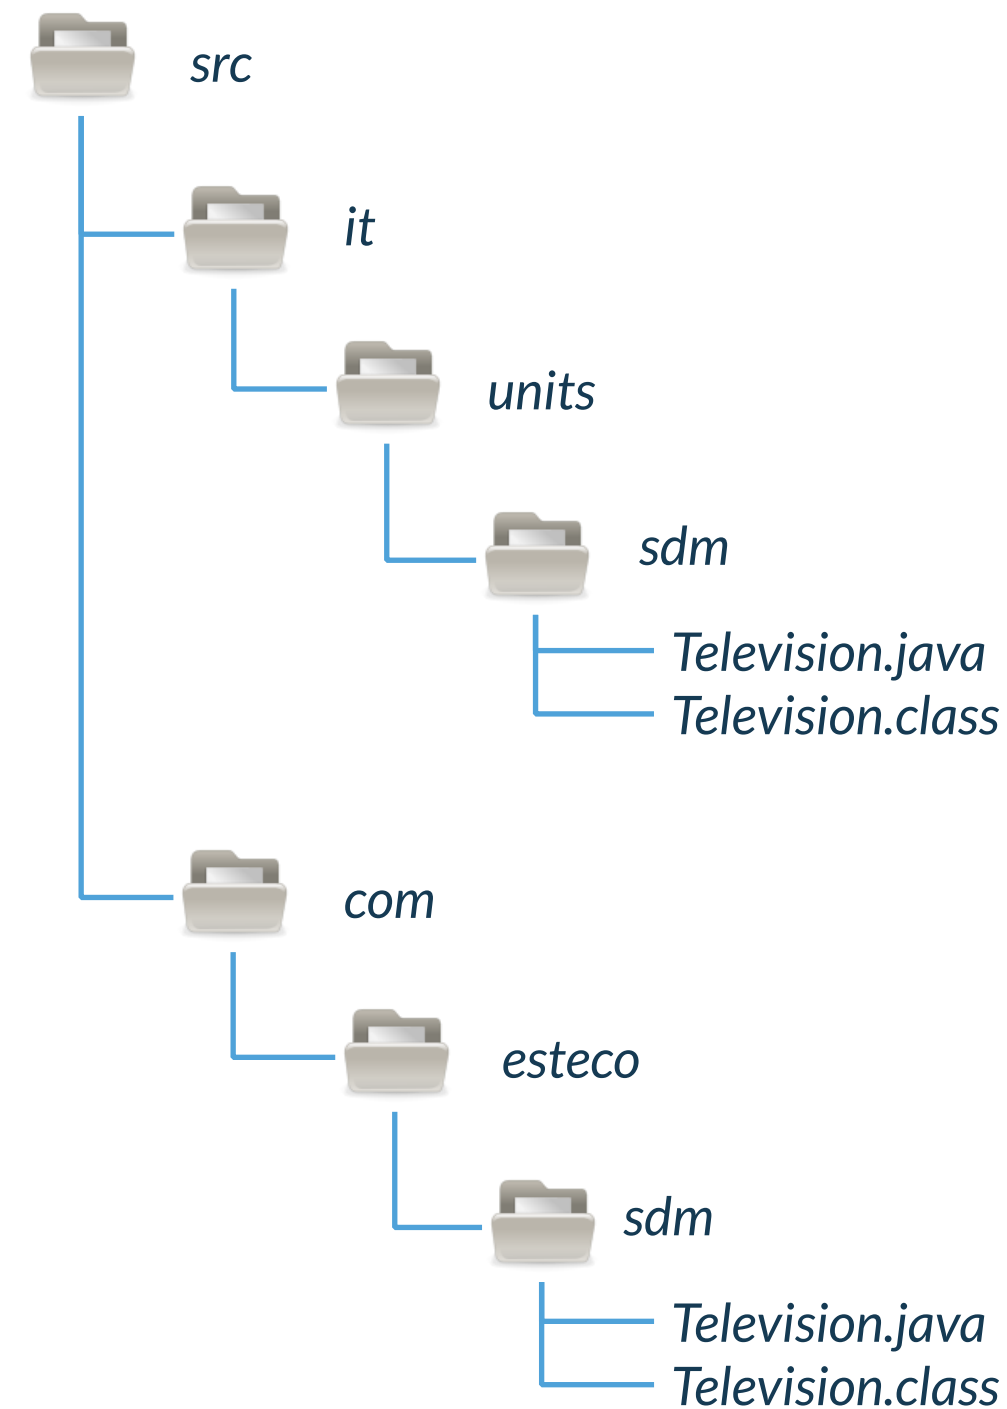 src
it
units
sdm
Television.java
Television.class
com
esteco
sdm
Television.java
Television.class